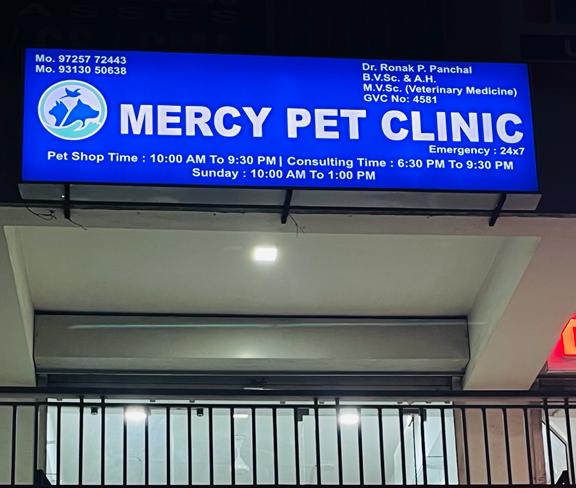 Mo. 97257 72443
Mo. 93130 50638
Dr. Ronak P. Panchal
B.V.Sc. & A.H.
M.V.Sc. (Veterinary Medicine)
GVC No: 4581
MERCY PET CLINIC
Emergency : 24x7
Pet Shop Time : 10:00 AM To 9:30 PM | Consulting Time : 6:30 PM To 9:30 PM
Sunday : 10:00 AM To 1:00 PM